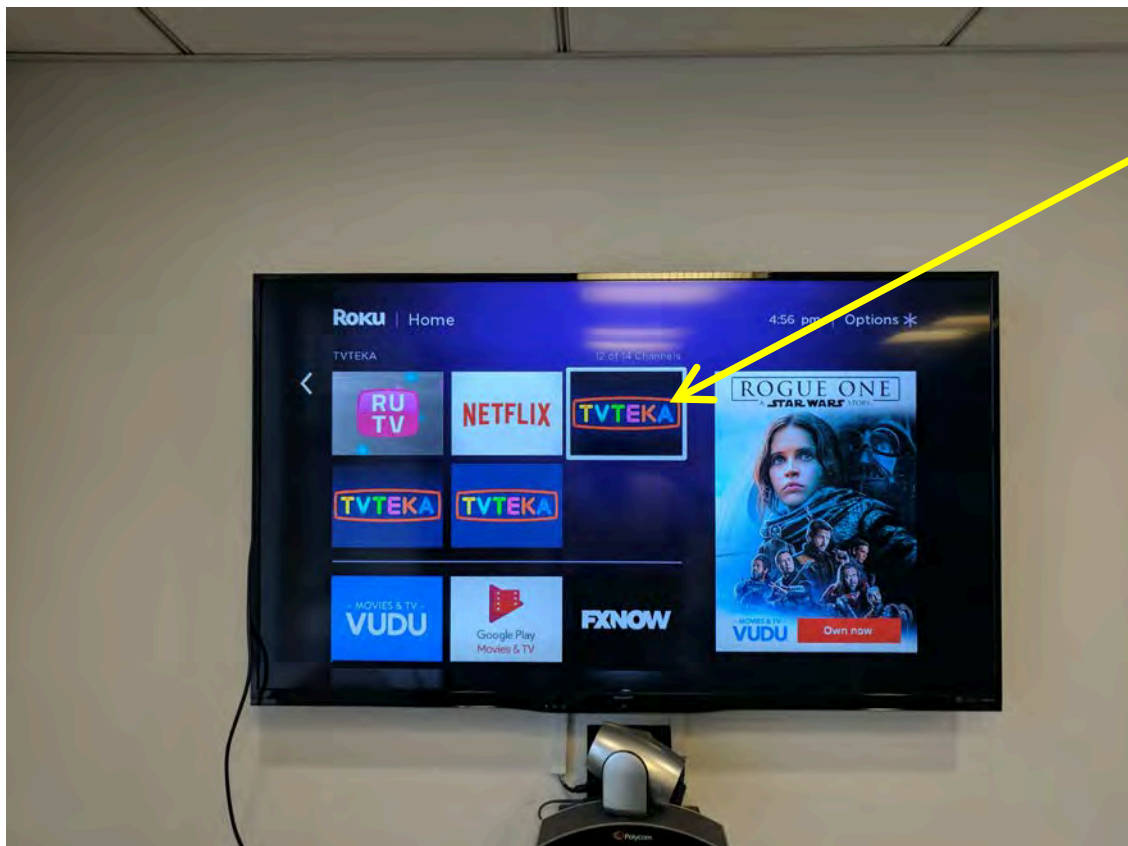 Roku | Home
4:56 pm | Options *
TVTEKA
12 of 14 Channels
RU
TV
NETFLIX
TVTEKA
TVTEKA
TVTEKA
- MOVIES & TV -
VUDU
Google Play
Movies & TV
FXNOW
ROGUE ONE
A STAR WARS STORY
- MOVIES & TV -
VUDU
Own now
Polycom